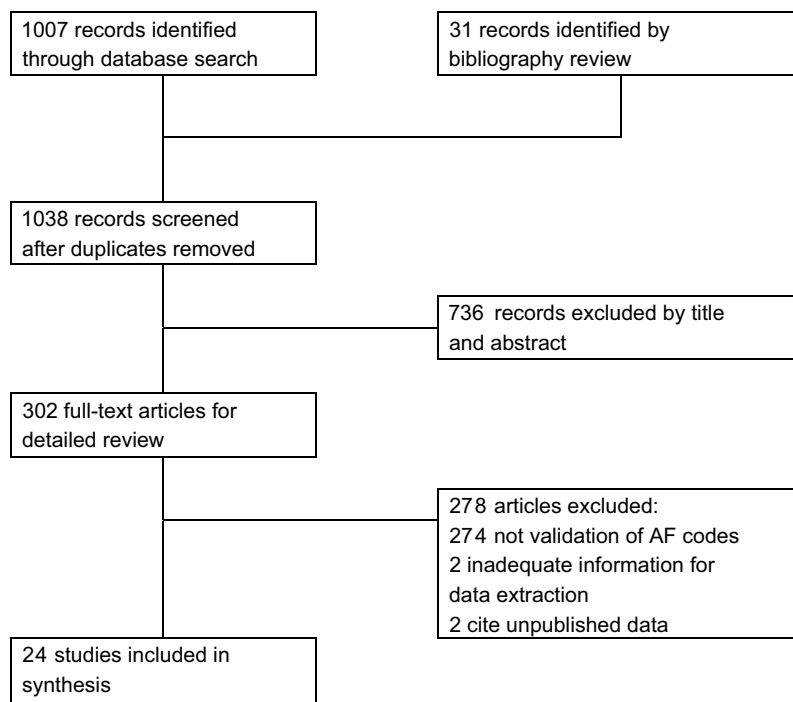 1007 records identified
through database search
31 records identified by
bibliography review
1038 records screened
after duplicates removed
736 records excluded by title
and abstract
302 full-text articles for
detailed review
278 articles excluded:
274 not validation of AF codes
2 inadequate information for
data extraction
2 cite unpublished data
24 studies included in
synthesis